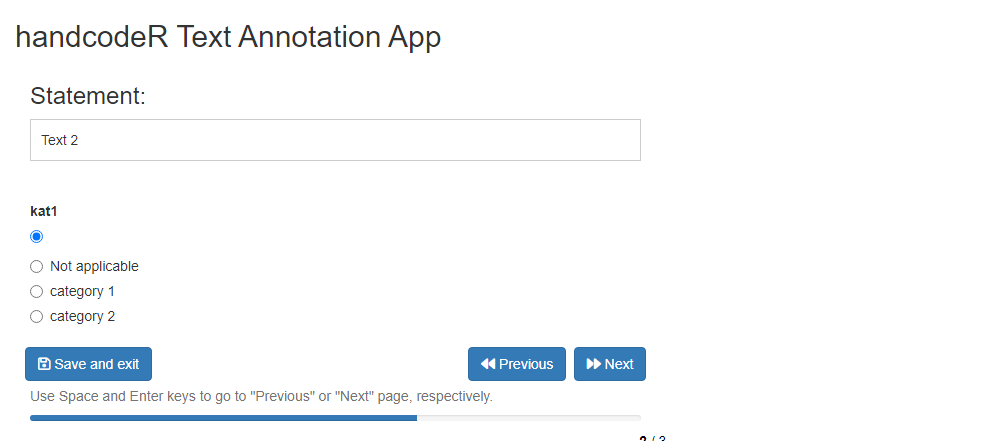 handcodeR Text Annotation App
Statement:
Text 2
kat1
Not applicable
category 1
category 2
Save and exit Previous Next
Use Space and Enter keys to go to "Previous" or "Next" page, respectively.
2 / 3